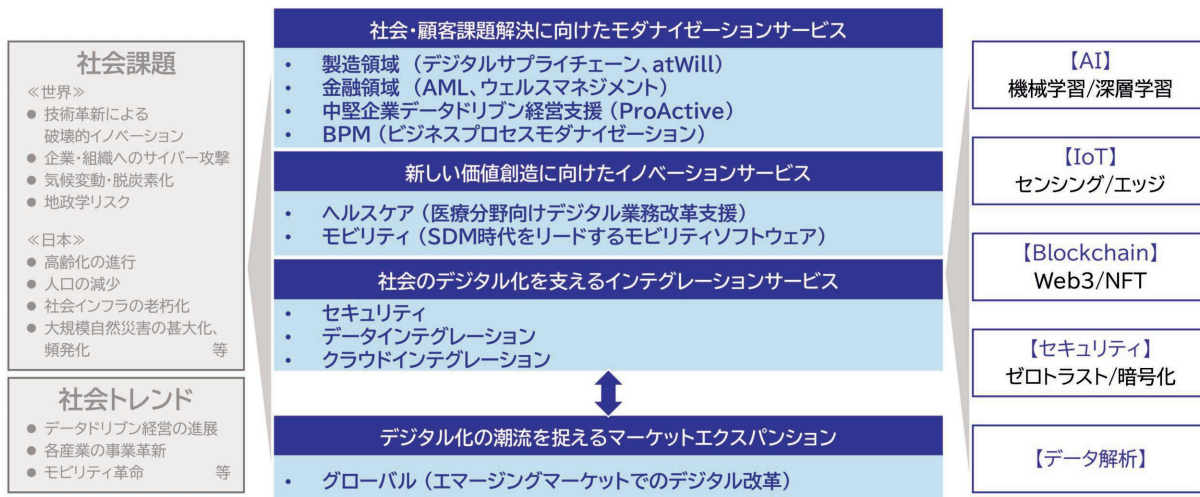 社会課題
≪世界≫
● 技術革新による
破壊的イノベーション
● 企業・組織へのサイバー攻撃
● 気候変動・脱炭素化
● 地政学リスク
≪日本≫
● 高齢化の進行
● 人口の減少
● 社会インフラの老朽化
● 大規模自然災害の甚大化、
頻発化 等
社会トレンド
● データドリブン経営の進展
● 各産業の事業革新
● モビリティ革命 等
社会・顧客課題解決に向けたモダナイゼーションサービス
・ 製造領域（デジタルサプライチェーン、atWill）
・ 金融領域（AML、ウェルスマネジメント）
・ 中堅企業データドリブン経営支援（ProActive）
・ BPM（ビジネスプロセスモダナイゼーション）
新しい価値創造に向けたイノベーションサービス
・ ヘルスケア（医療分野向けデジタル業務改革支援）
・ モビリティ（SDM時代をリードするモビリティソフトウェア）
社会のデジタル化を支えるインテグレーションサービス
・ セキュリティ
・ データインテグレーション
・ クラウドインテグレーション
デジタル化の潮流を捉えるマーケットエクスパンション
・ グローバル（エマージングマーケットでのデジタル改革）
【AI】
機械学習/深層学習
【IoT】
センシング/エッジ
【Blockchain】
Web3/NFT
【セキュリティ】
ゼロトラスト/暗号化
【データ解析】